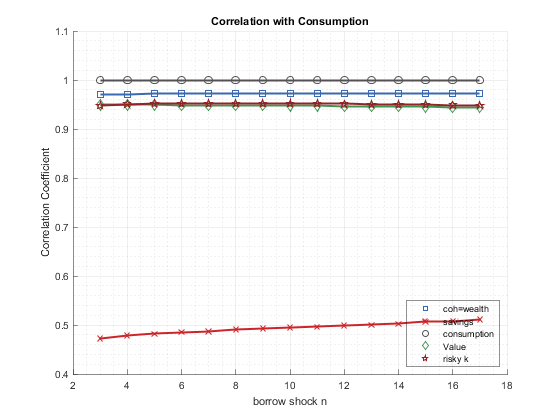 Correlation with Consumption
1.1
1
0.9
0.8
0.7
0.6
0.5
0.4
Correlation Coefficient
coh=wealth
savings
consumption
Value
risky k
2
4
6
8
10
12
14
16
18
borrow shock n